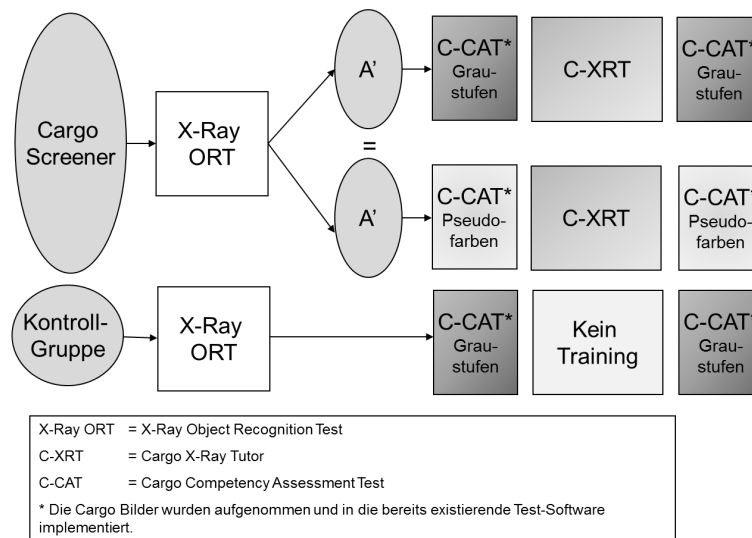 A'
C-CAT*
Grau-
stufen
C-XRT
C-CAT*
Grau-
stufen
Cargo
Screener
X-Ray
ORT
=
A'
C-CAT*
Pseudo-
farben
C-XRT
C-CAT*
Pseudo-
farben
Kontroll-
Gruppe
X-Ray
ORT
C-CAT*
Grau-
stufen
Kein
Training
C-CAT*
Grau-
stufen
X-Ray ORT = X-Ray Object Recognition Test
C-XRT = Cargo X-Ray Tutor
C-CAT = Cargo Competency Assessment Test
* Die Cargo Bilder wurden aufgenommen und in die bereits existierende Test-Software
implementiert.